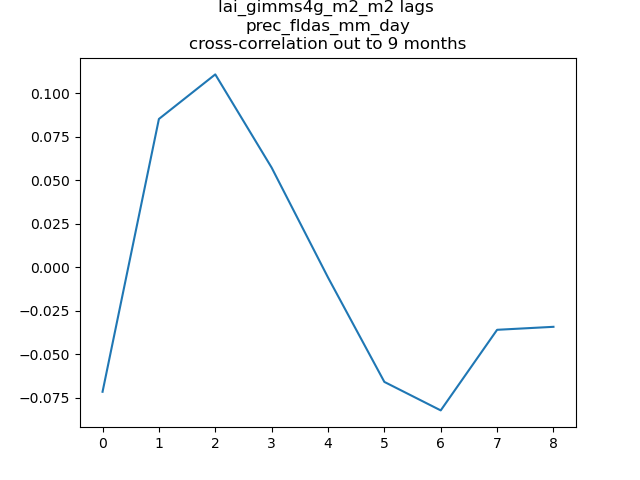 lai_gimms4g_m2_m2 lags
prec_fldas_mm_day
cross-correlation out to 9 months
0.100
0.075
0.050
0.025
0.000
−0.025
−0.050
−0.075
0 1 2 3 4 5 6 7 8